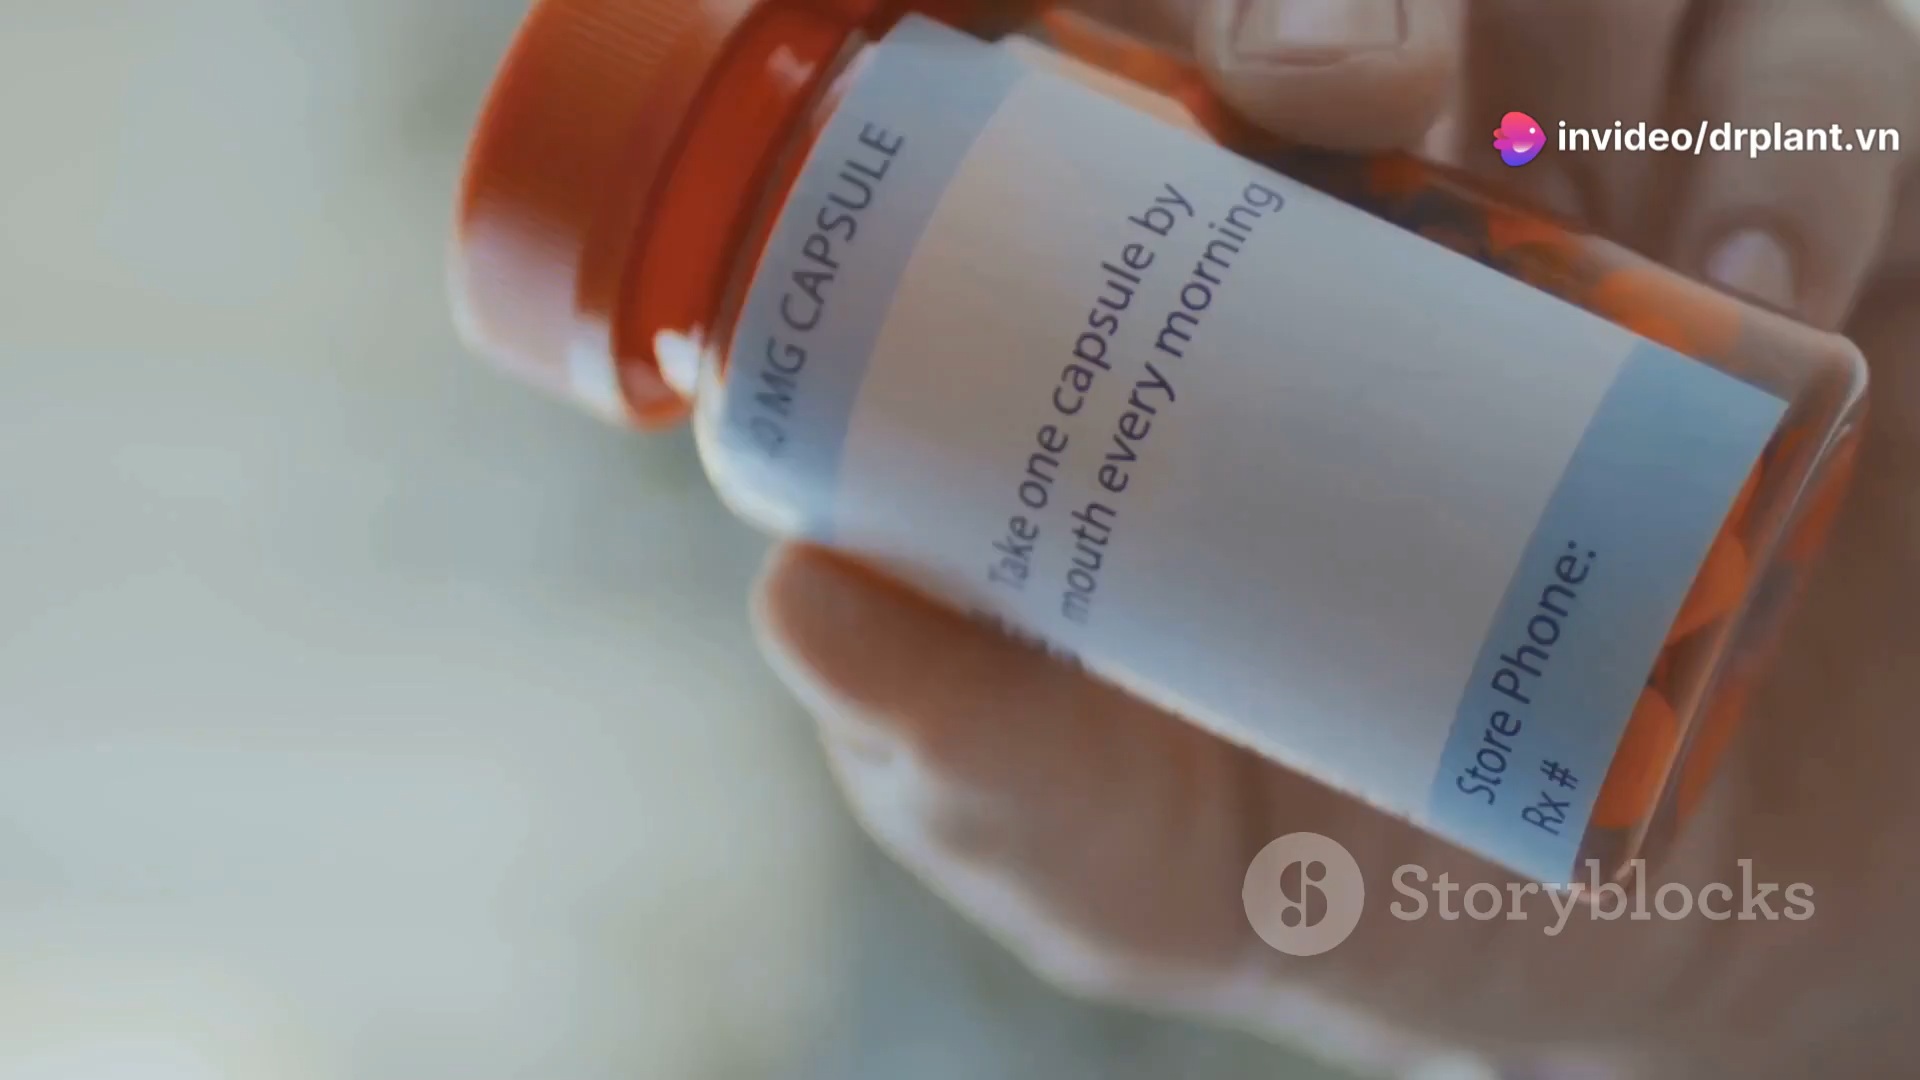 invideo/drplant.vn
MG CAPSULE
Take one capsule by
mouth every morning
Store Phone:
Rx #
Storyblocks